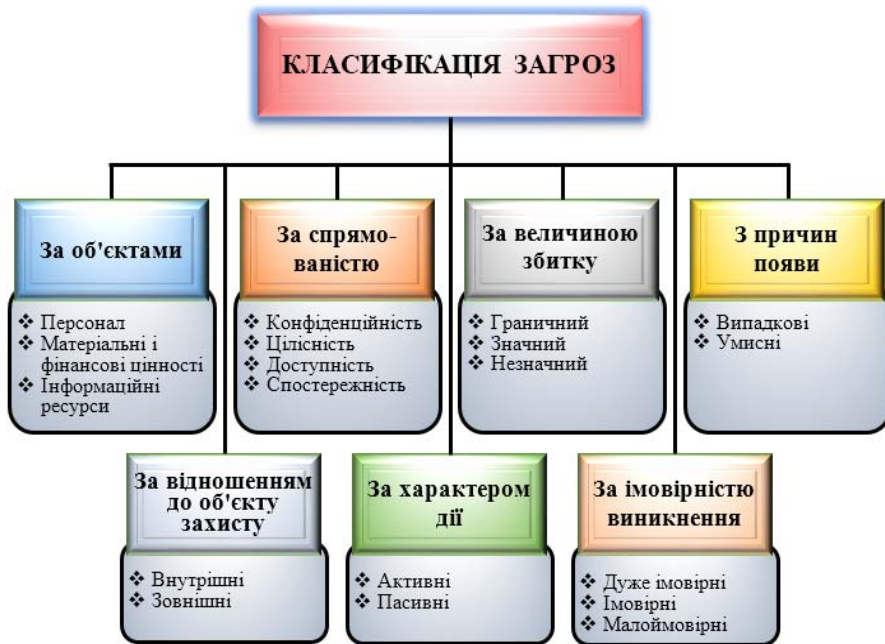 КЛАСИФІКАЦІЯ ЗАГРОЗ
За об'єктами
❖ Персонал
❖ Матеріальні і
фінансові цінності
❖ Інформаційні
ресурси
За спрямо-
ваністю
❖ Конфіденційність
❖ Цілісність
❖ Доступність
❖ Спостережність
За величиною
збитку
❖ Граничний
❖ Значний
❖ Незначний
З причин
появи
❖ Випадкові
❖ Умисні
За відношенням
до об'єкту
захисту
❖ Внутрішні
❖ Зовнішні
За характером
дії
❖ Активні
❖ Пасивні
За імовірністю
виникнення
❖ Дуже імовірні
❖ Імовірні
❖ Малоймовірні